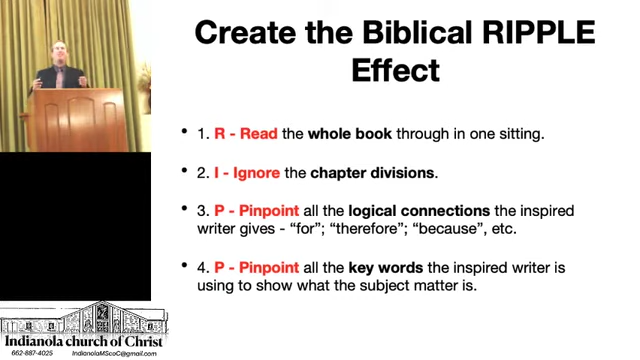 Create the Biblical RIPPLE
Effect
• 1. R - Read the whole book through in one sitting.
• 2. I - Ignore the chapter divisions.
• 3. P - Pinpoint all the logical connections the inspired
writer gives - “for”; “therefore”; “because”, etc.
• 4. P - Pinpoint all the key words the inspired writer is
using to show what the subject matter is.
Indianola church of Christ
662-887-4025 IndianolaMScoC@gmail.com